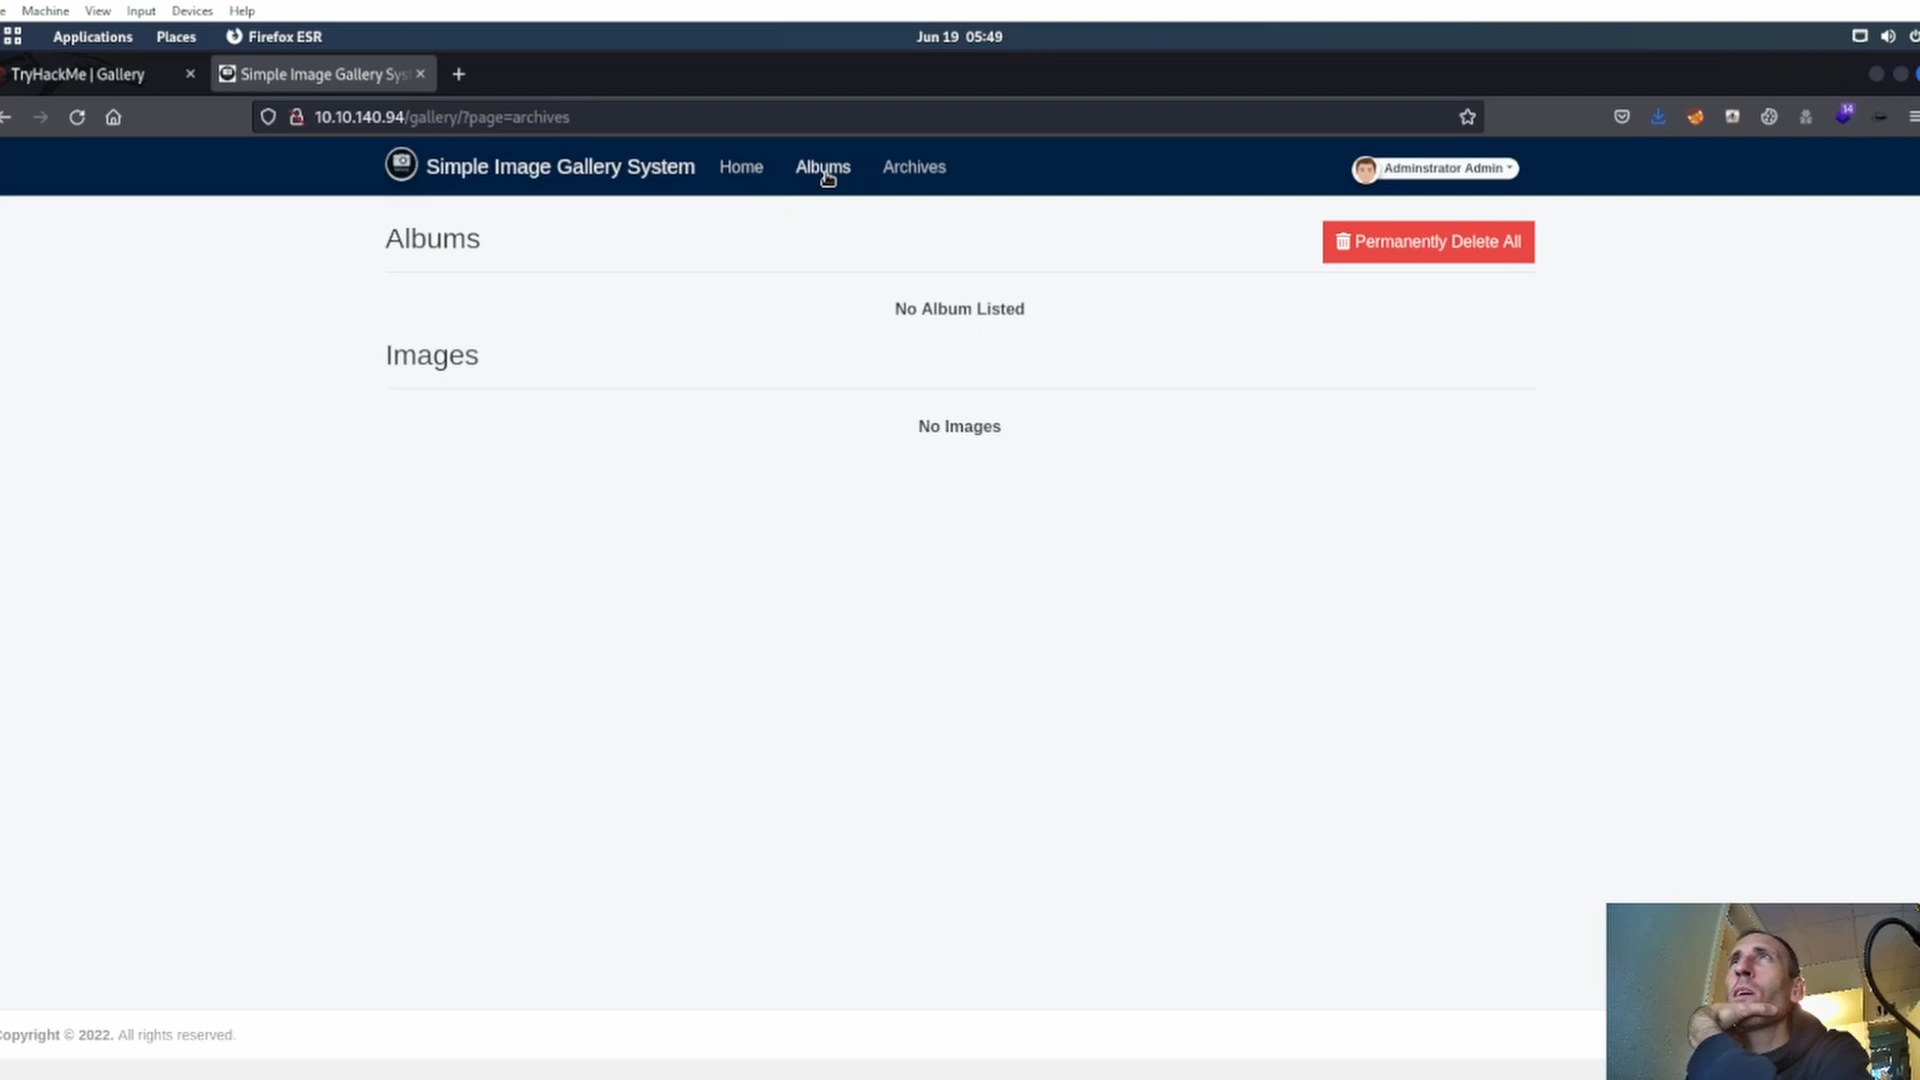 Machine View Input Devices Help
Applications Places Firefox ESR Jun 19 05:49
TryHackMe | Gallery Simple Image Gallery Sys
10.10.140.94/gallery/?page=archives
14
Simple Image Gallery System Home Albums Archives Adminstrator Admin
Albums Permanently Delete All
No Album Listed
Images
No Images
Copyright © 2022. All rights reserved.